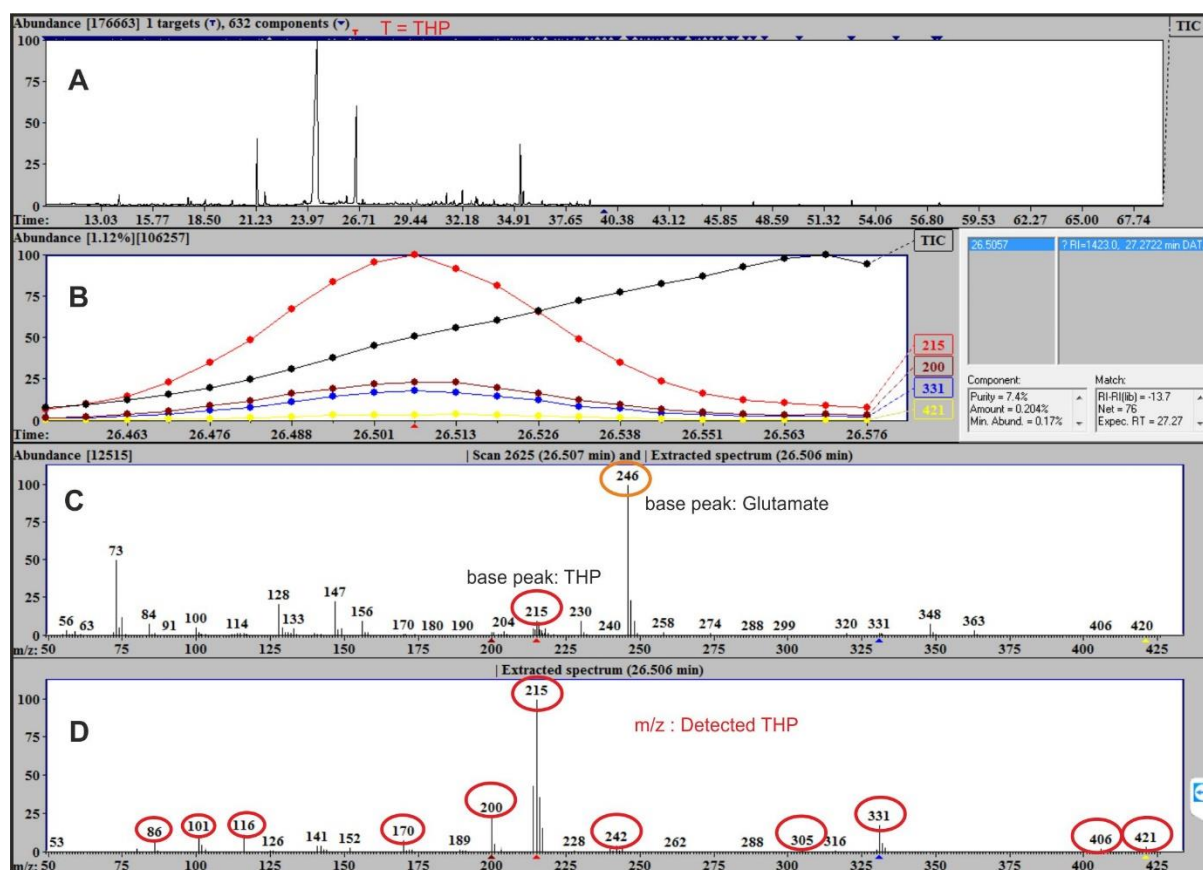 Abundance [176663] 1 targets (T), 632 components (▼) T = THP
T
TIC
100
A
75
50
25
0
Time: 13.03 15.77 18.50 21.23 23.97 26.71 29.44 32.18 34.91 37.65 40.38 43.12 45.85 48.59 51.32 54.06 56.80 59.53 62.27 65.00 67.74
Abundance [1.12%][106257]
TIC
100
B
75
50
25
0
215
200
331
421
Time: 26.463 26.476 26.488 26.501 26.513 26.526 26.538 26.551 26.563 26.576
26.5057
? RI=1423.0, 27.2722 min DAT
Component:
Purity = 7.4%
Amount = 0.204%
Min. Abund. = 0.17%
Match:
RI-RI(lib) = -13.7
Net = 76
Expec. RT = 27.27
Abundance [12515] | Scan 2625 (26.507 min) and | Extracted spectrum (26.506 min)
100
C
246
base peak: Glutamate
75
73
base peak: THP
50
25
0
56 63 84 91 100 114 128 133 147 156 170 180 190 204 215 230 240 258 274 288 299 320 331 348 363 406 420
m/z: 50 75 100 125 150 175 200 225 250 275 300 325 350 375 400 425
| Extracted spectrum (26.506 min)
100
D
215
m/z : Detected THP
75
50
25
0
53 86 101 116 126 141 152 170 189 200 228 242 262 288 305 316 331 406 421
m/z: 50 75 100 125 150 175 200 225 250 275 300 325 350 375 400 425